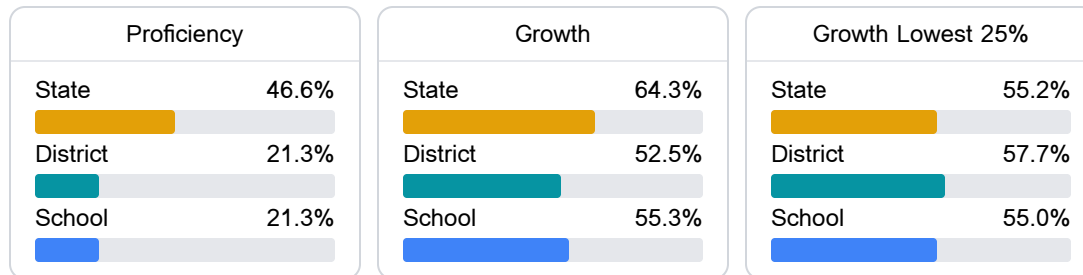 Proficiency
State 46.6%
District 21.3%
School 21.3%
Growth
State 64.3%
District 52.5%
School 55.3%
Growth Lowest 25%
State 55.2%
District 57.7%
School 55.0%